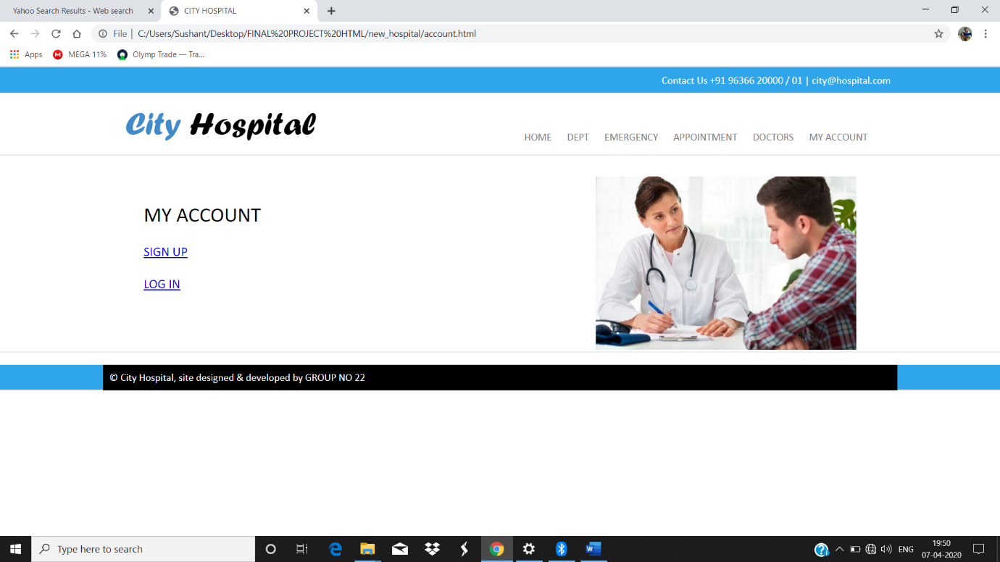 Yahoo Search Results - Web search
CITY HOSPITAL
File | C:/Users/Sushant/Desktop/FINAL%20PROJECT%20HTML/new_hospital/account.html
Apps MEGA 11% Olymp Trade — Tra...
Contact Us +91 96366 20000 / 01 | city@hospital.com
City Hospital
HOME DEPT EMERGENCY APPOINTMENT DOCTORS MY ACCOUNT
MY ACCOUNT
SIGN UP
LOG IN
© City Hospital, site designed & developed by GROUP NO 22
Type here to search
ENG
19:50
07-04-2020